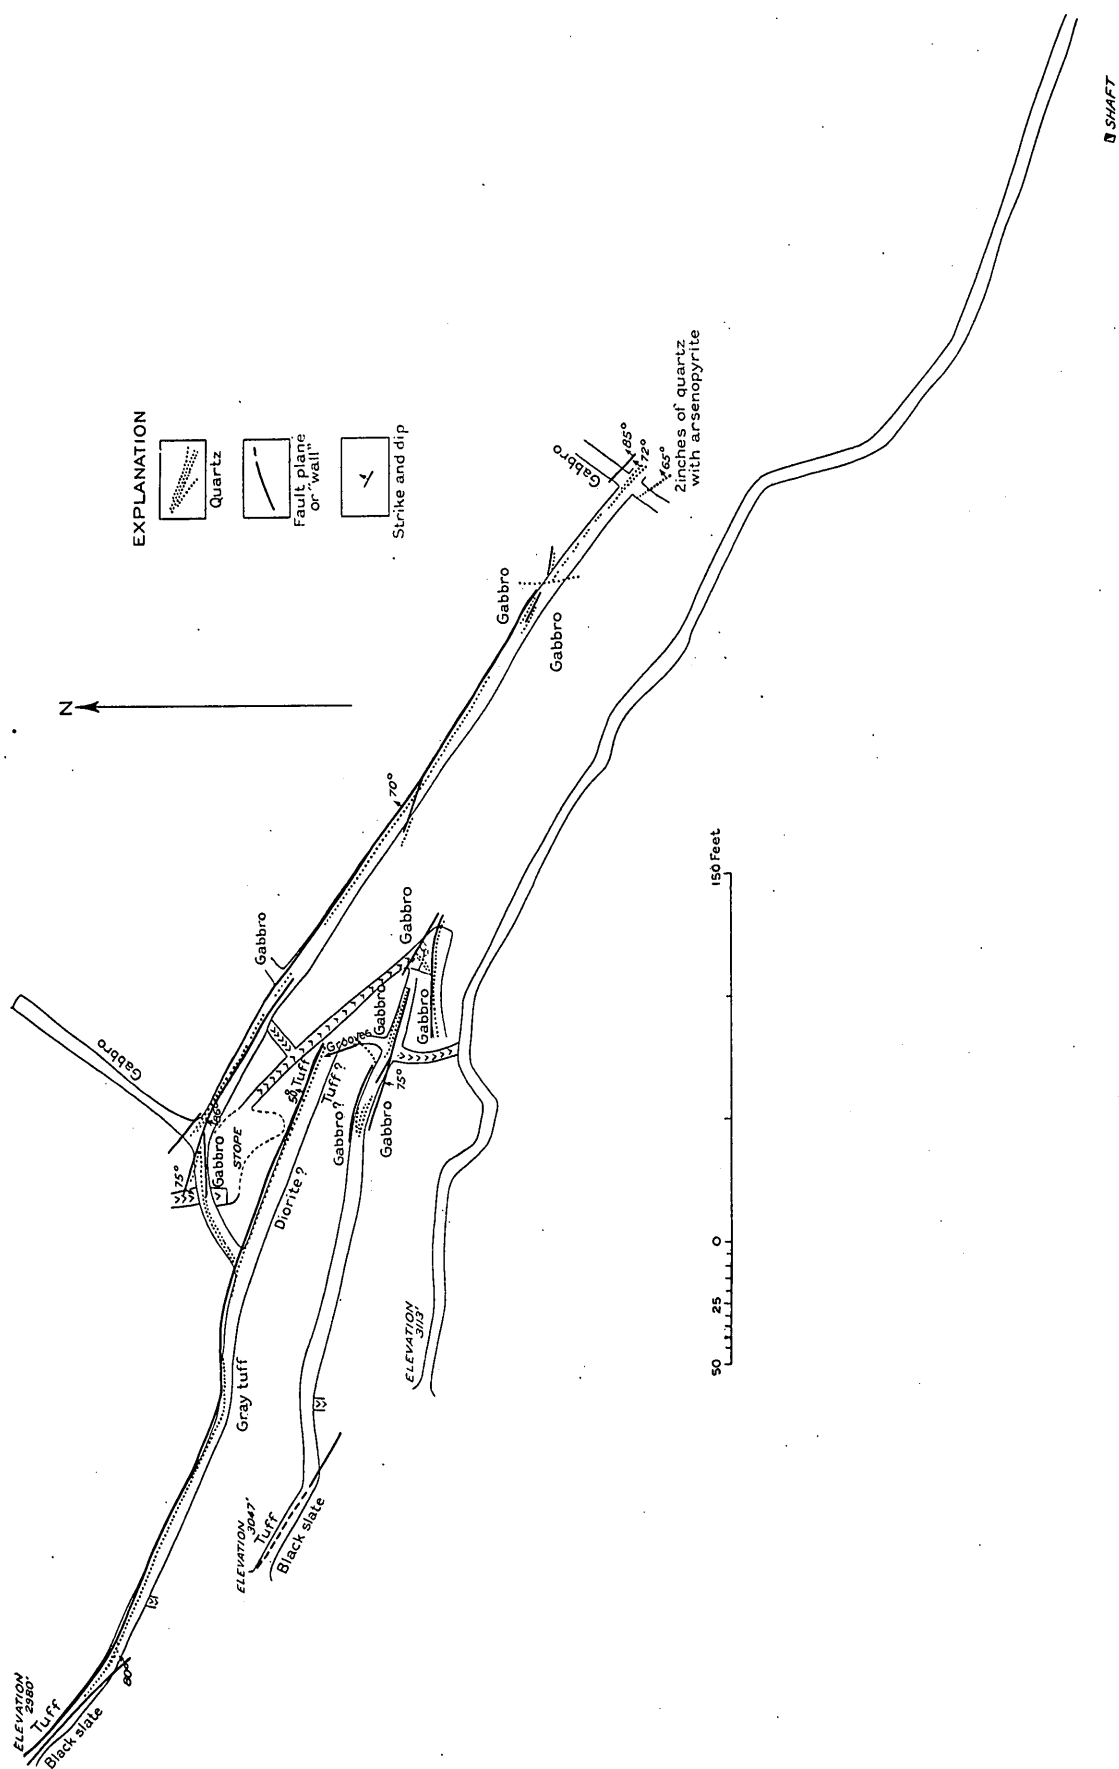 SHAFT
EXPLANATION
Quartz
Fault plane
or "wall"
Strike and dip
N
Gabbro
85°
72°
65°
2 inches of quartz
with arsenopyrite
Gabbro
Gabbro
70°
Gabbro
Gabbro
Gabbro
Gabbro
Gabbro
Grooves
Tuff
50°
Tuff?
75°
Gabbro?
Gabbro
86°
75°
Gabbro
STOPE
Diorite?
Gray tuff
ELEVATION
3113'
ELEVATION
3047'
Tuff
Black slate
80°
ELEVATION
2980'
Tuff
Black slate
50
25
0
150 Feet